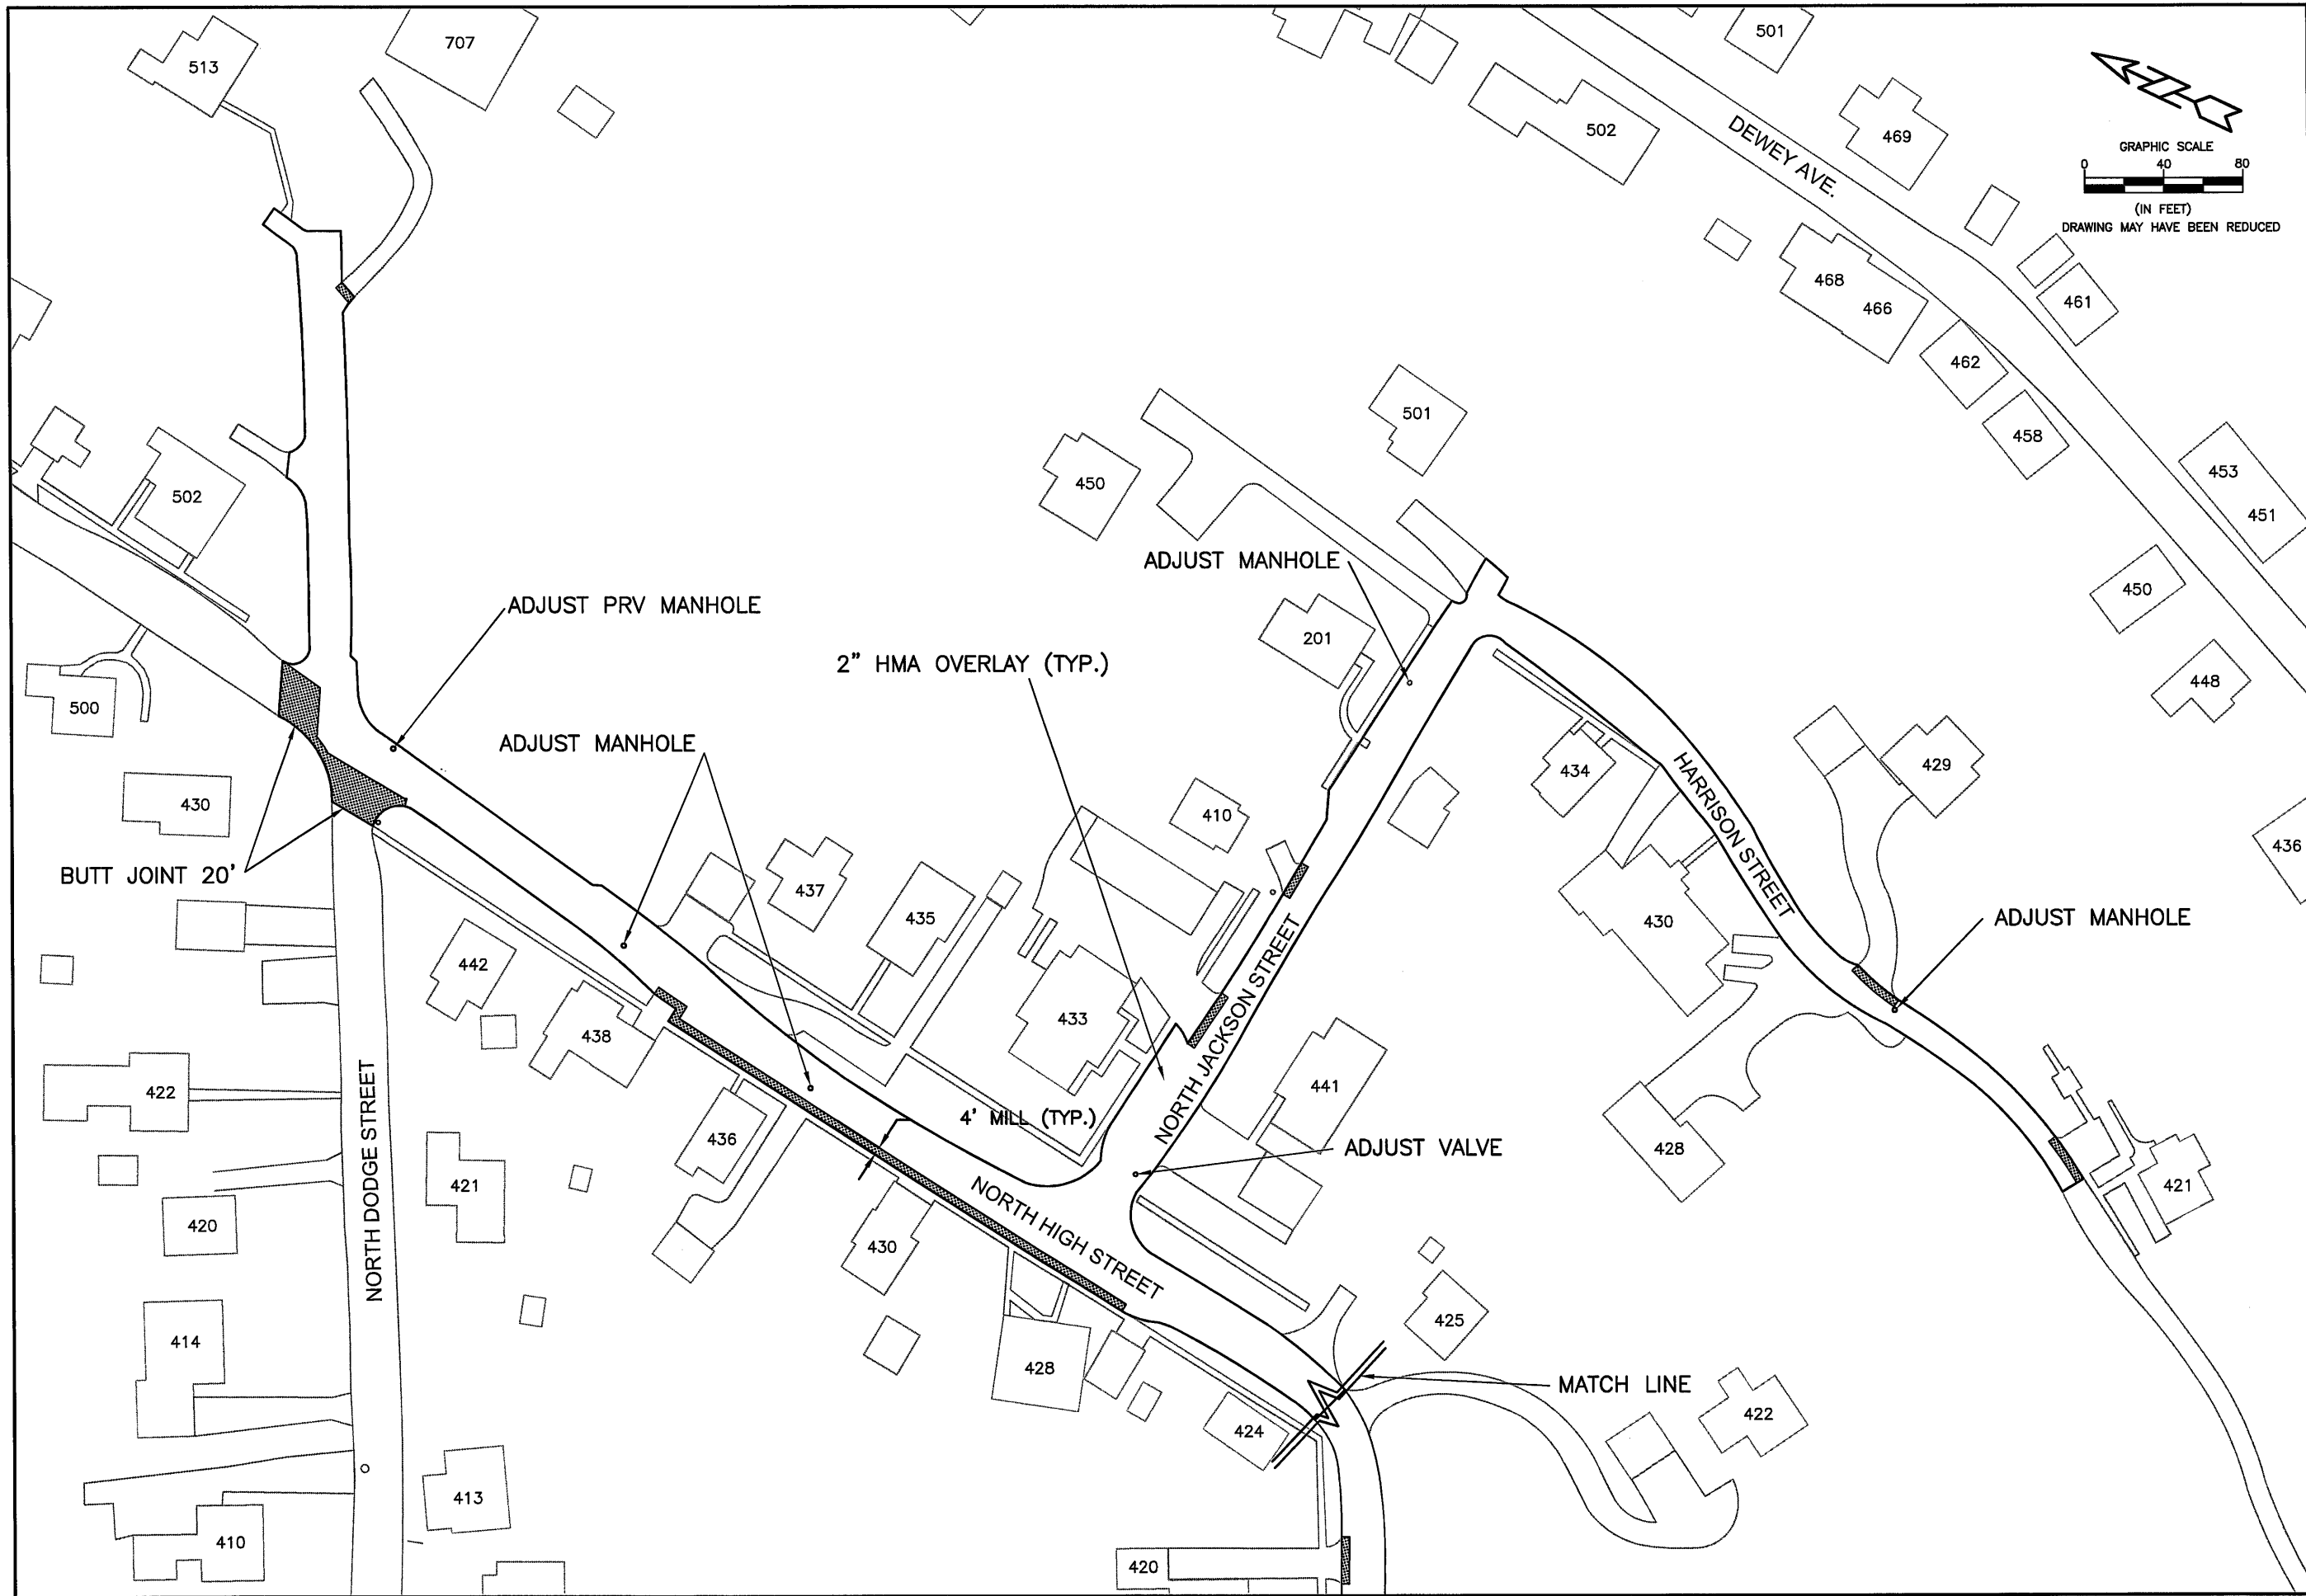 707
513
501
502
469
DEWEY AVE.
GRAPHIC SCALE
0 40 80
(IN FEET)
DRAWING MAY HAVE BEEN REDUCED
468
466
461
462
458
453
451
450
448
436
502
500
430
501
450
ADJUST MANHOLE
201
ADJUST PRV MANHOLE
2" HMA OVERLAY (TYP.)
ADJUST MANHOLE
BUTT JOINT 20'
434
429
HARRISON STREET
410
437
435
433
430
ADJUST MANHOLE
442
438
NORTH JACKSON STREET
441
428
421
422
NORTH DODGE STREET
421
420
436
4' MILL (TYP.)
ADJUST VALVE
NORTH HIGH STREET
430
428
425
414
MATCH LINE
424
422
413
410
420